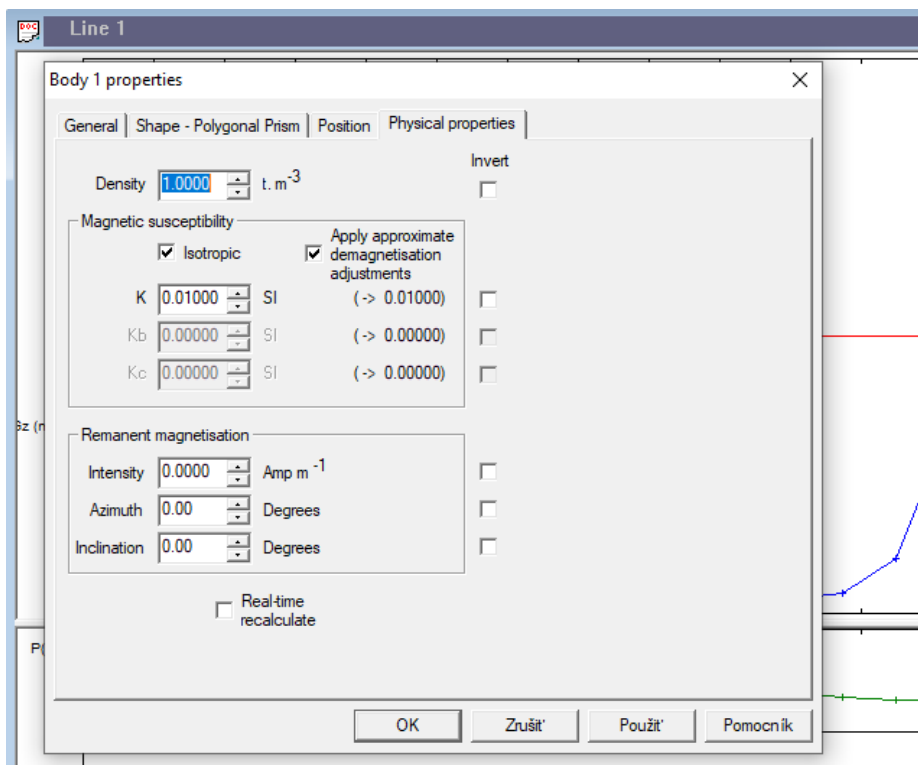 DOC
Line 1
Body 1 properties
General
Shape - Polygonal Prism
Position
Physical properties
Invert
Density 1.0000 t. m-3
Magnetic susceptibility
Isotropic
Apply approximate
demagnetisation
adjustments
K 0.01000 SI (-> 0.01000)
Kb 0.00000 SI (-> 0.00000)
Kc 0.00000 SI (-> 0.00000)
Gz (n
Remanent magnetisation
Intensity 0.0000 Amp m -1
Azimuth 0.00 Degrees
Inclination 0.00 Degrees
Real-time
recalculate
P(
OK
Zrušiť
Použiť
Pomocník